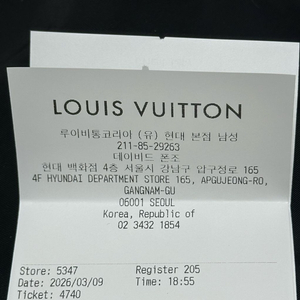 LOUIS VUITTON
루이비통코리아 (유) 현대 본점 남성
211-85-29263
데이비드 폰조
현대 백화점 4층 서울시 강남구 압구정로 165
4F HYUNDAI DEPARTMENT STORE 165, APGUJEONG-RO,
GANGNAM-GU
06001 SEOUL
Korea, Republic of
02 3432 1854
Store: 5347 Register 205
Date: 2026/03/09 Time: 18:55
Ticket: 4740